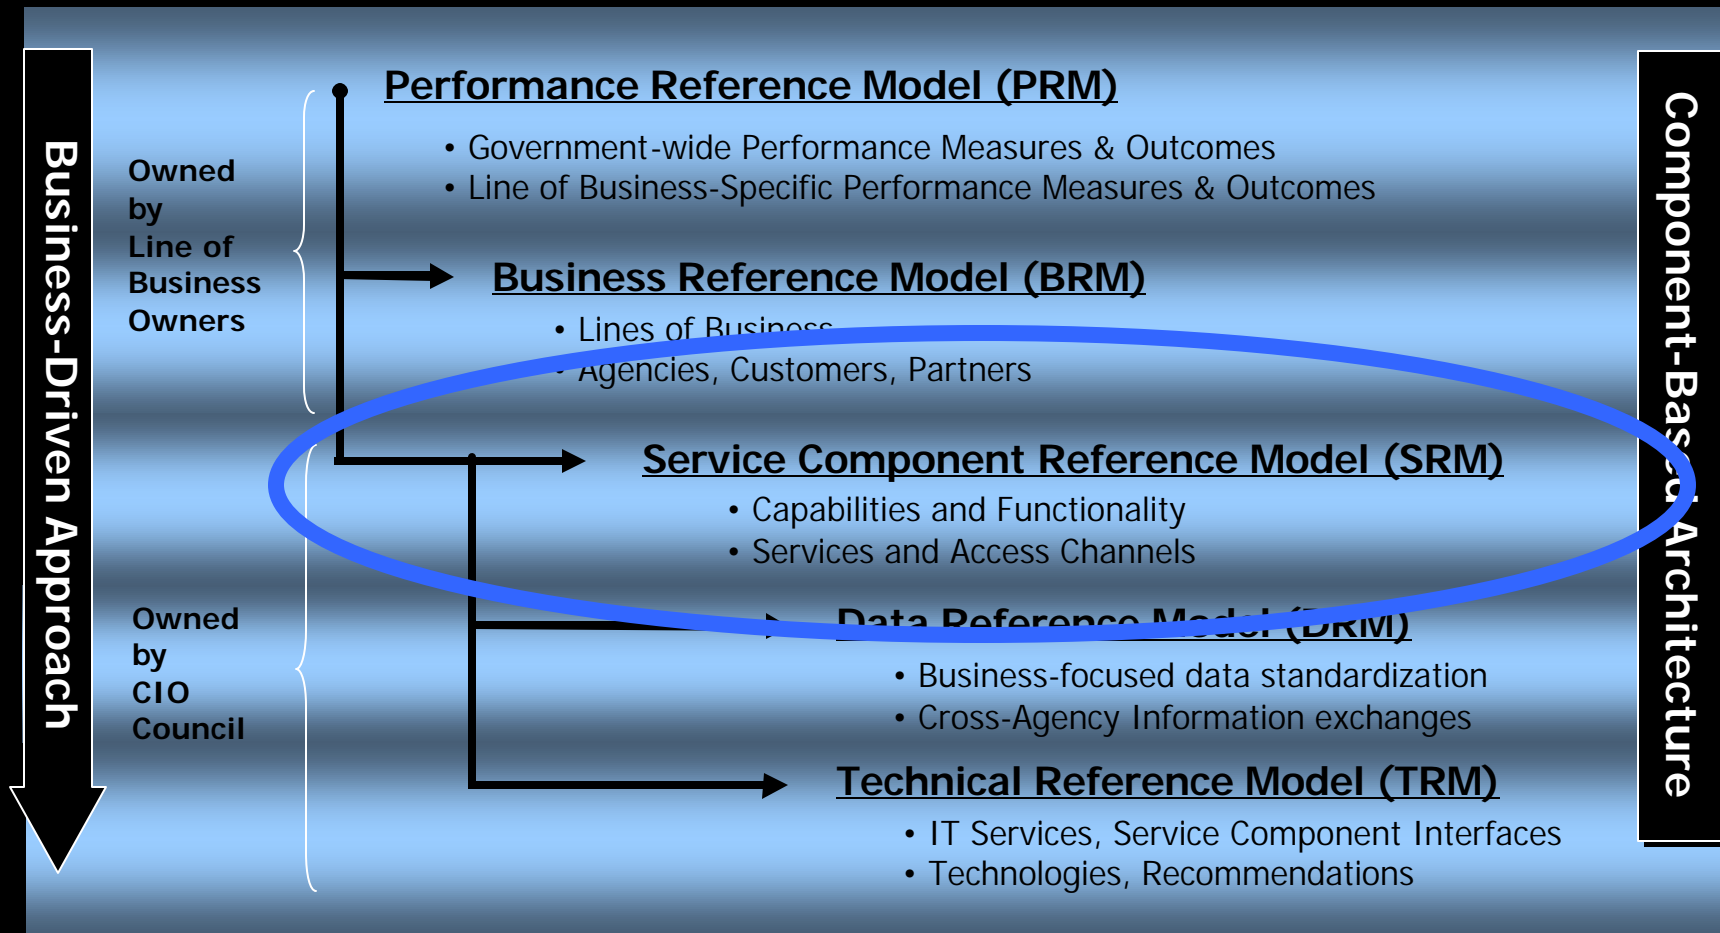 Business-Driven Approach
Owned
by
Line of
Business
Owners
Owned
by
CIO
Council
Performance Reference Model (PRM)
• Government-wide Performance Measures & Outcomes
• Line of Business-Specific Performance Measures & Outcomes
Business Reference Model (BRM)
• Lines of Business
• Agencies, Customers, Partners
Service Component Reference Model (SRM)
• Capabilities and Functionality
• Services and Access Channels
Data Reference Model (DRM)
• Business-focused data standardization
• Cross-Agency Information exchanges
Technical Reference Model (TRM)
• IT Services, Service Component Interfaces
• Technologies, Recommendations
Component-Based Architecture